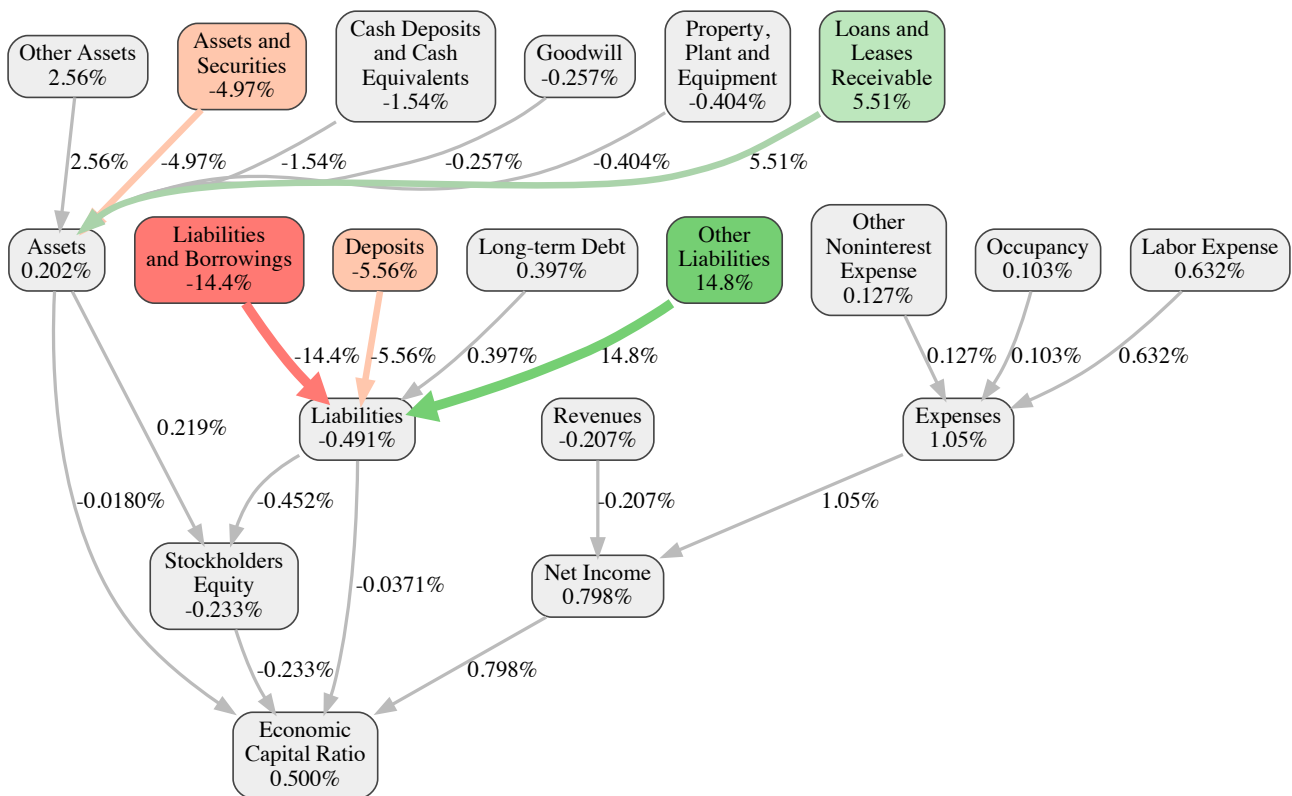 Other Assets
2.56%
Assets and
Securities
-4.97%
Cash Deposits
and Cash
Equivalents
-1.54%
Goodwill
-0.257%
Property,
Plant and
Equipment
-0.404%
Loans and
Leases
Receivable
5.51%
2.56%
-4.97%
-1.54%
-0.257%
-0.404%
5.51%
Assets
0.202%
Liabilities
and Borrowings
-14.4%
Deposits
-5.56%
Long-term Debt
0.397%
Other
Liabilities
14.8%
Other
Noninterest
Expense
0.127%
Occupancy
0.103%
Labor Expense
0.632%
-14.4%
-5.56%
0.397%
14.8%
0.127%
0.103%
0.632%
0.219%
Liabilities
-0.491%
Revenues
-0.207%
Expenses
1.05%
-0.0180%
-0.452%
-0.207%
1.05%
Stockholders
Equity
-0.233%
-0.0371%
Net Income
0.798%
-0.233%
0.798%
Economic
Capital Ratio
0.500%